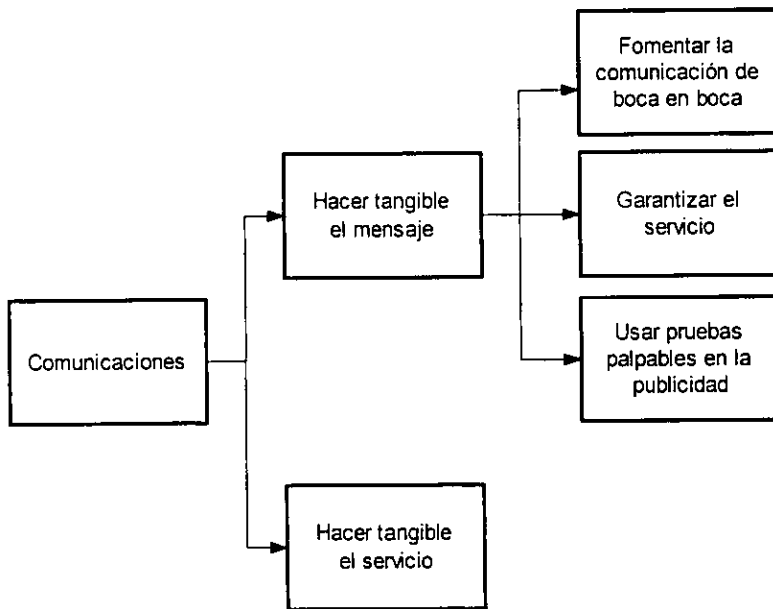 Fomentar la
comunicación de
boca en boca
Hacer tangible
el mensaje
Garantizar el
servicio
Comunicaciones
Usar pruebas
palpables en la
publicidad
Hacer tangible
el servicio